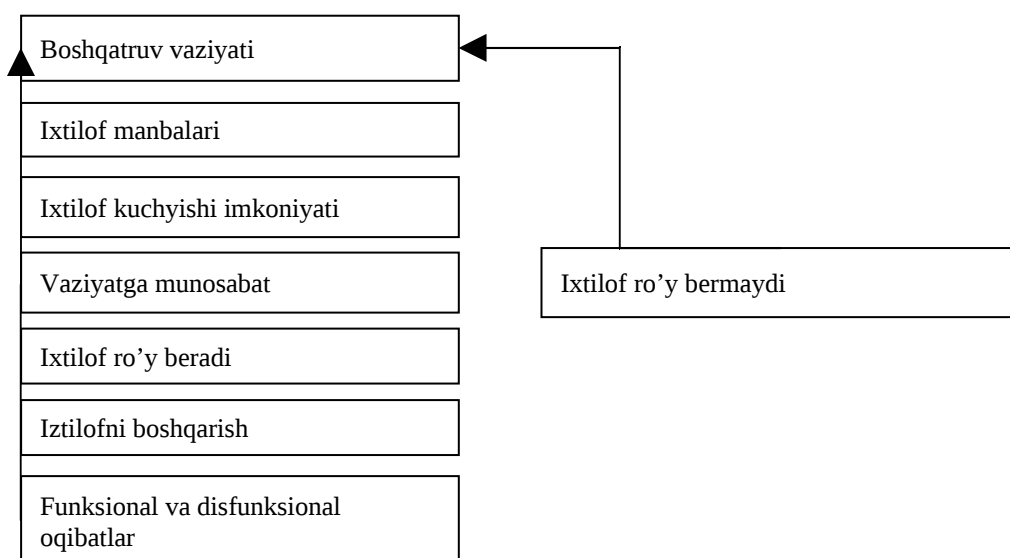 Boshqatruv vaziyati
Ixtilof manbalari
Ixtilof kuchyishi imkoniyati
Vaziyatga munosabat
Ixtilof ro’y bermaydi
Ixtilof ro’y beradi
Iztilofni boshqarish
Funksional va disfunksional
oqibatlar